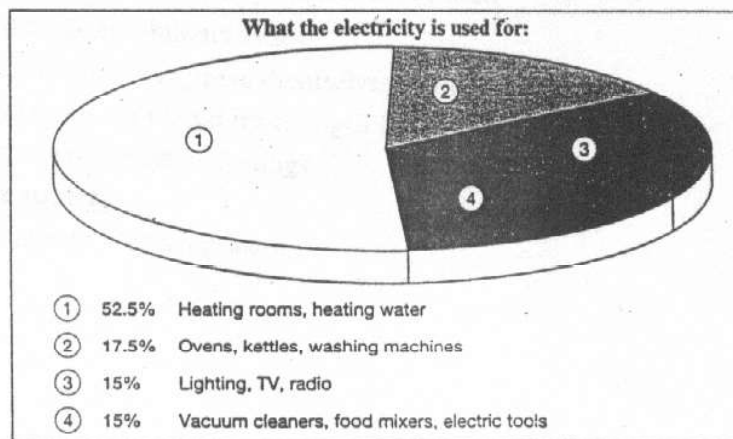 What the electricity is used for:
2
1
3
4
1 52.5% Heating rooms, heating water
2 17.5% Ovens, kettles, washing machines
3 15% Lighting, TV, radio
4 15% Vacuum cleaners, food mixers, electric tools